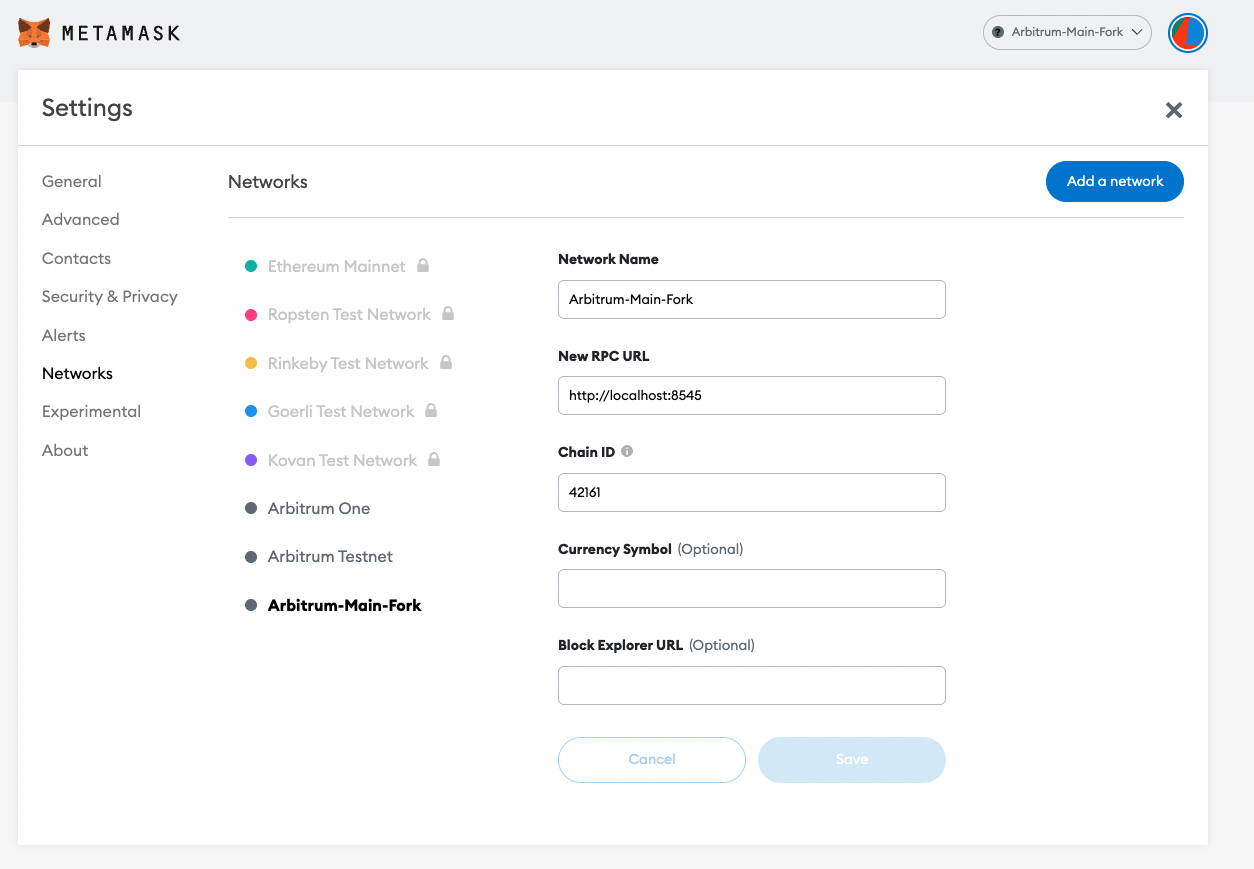 METAMASK
Arbitrum-Main-Fork
Settings
General
Advanced
Contacts
Security & Privacy
Alerts
Networks
Experimental
About
Networks
Add a network
Ethereum Mainnet
Ropsten Test Network
Rinkeby Test Network
Goerli Test Network
Kovan Test Network
Arbitrum One
Arbitrum Testnet
Arbitrum-Main-Fork
Network Name
Arbitrum-Main-Fork
New RPC URL
http://localhost:8545
Chain ID
42161
Currency Symbol (Optional)
Block Explorer URL (Optional)
Cancel
Save